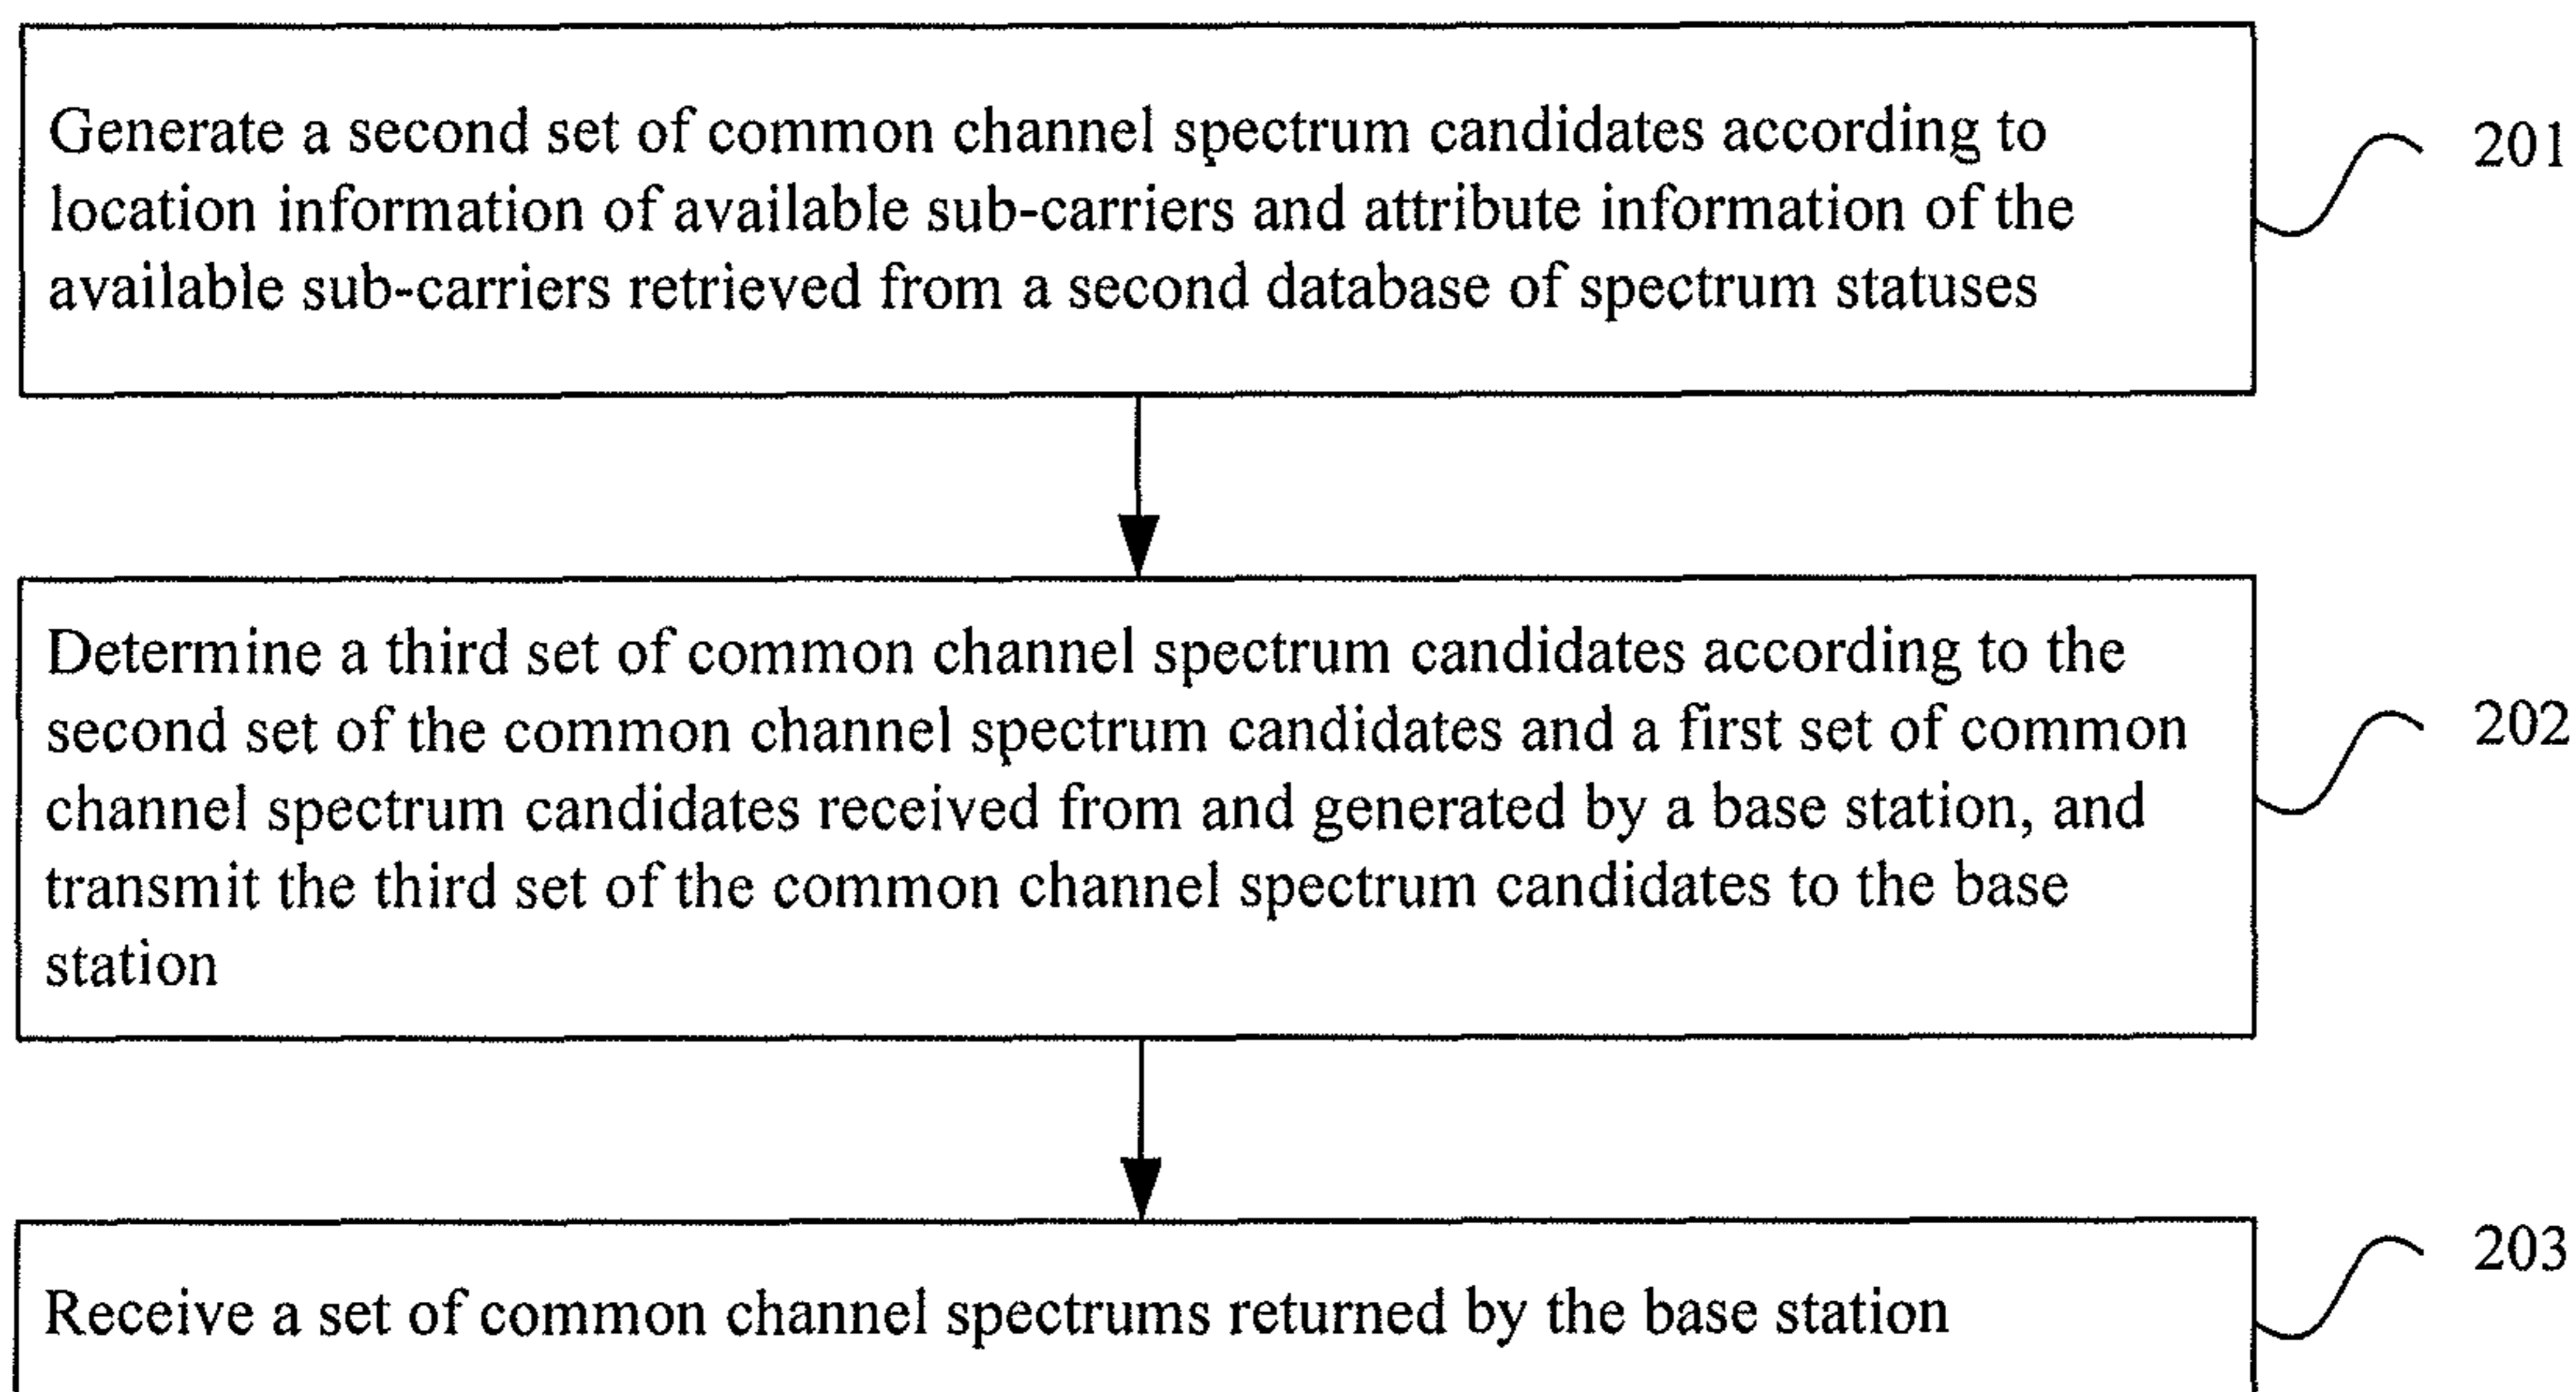 Generate a second set of common channel spectrum candidates according to
location information of available sub-carriers and attribute information of the
available sub-carriers retrieved from a second database of spectrum statuses
201
Determine a third set of common channel spectrum candidates according to the
second set of the common channel spectrum candidates and a first set of common
channel spectrum candidates received from and generated by a base station, and
transmit the third set of the common channel spectrum candidates to the base
station
202
Receive a set of common channel spectrums returned by the base station
203